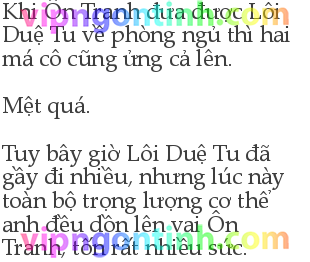 Khi Ôn Tranh đưa được Lôi
vipngontinh.com
Duệ Tu về phòng ngủ thì hai
má cô cũng ửng cả lên.
Mệt quá.
Tuy bây giờ Lôi Duệ Tu đã
gầy đi nhiều, nhưng lúc này
toàn bộ trọng lượng cơ thể
anh đều dồn lên vai Ôn
vipngontinh.com
Tranh, tốn rất nhiều sức.